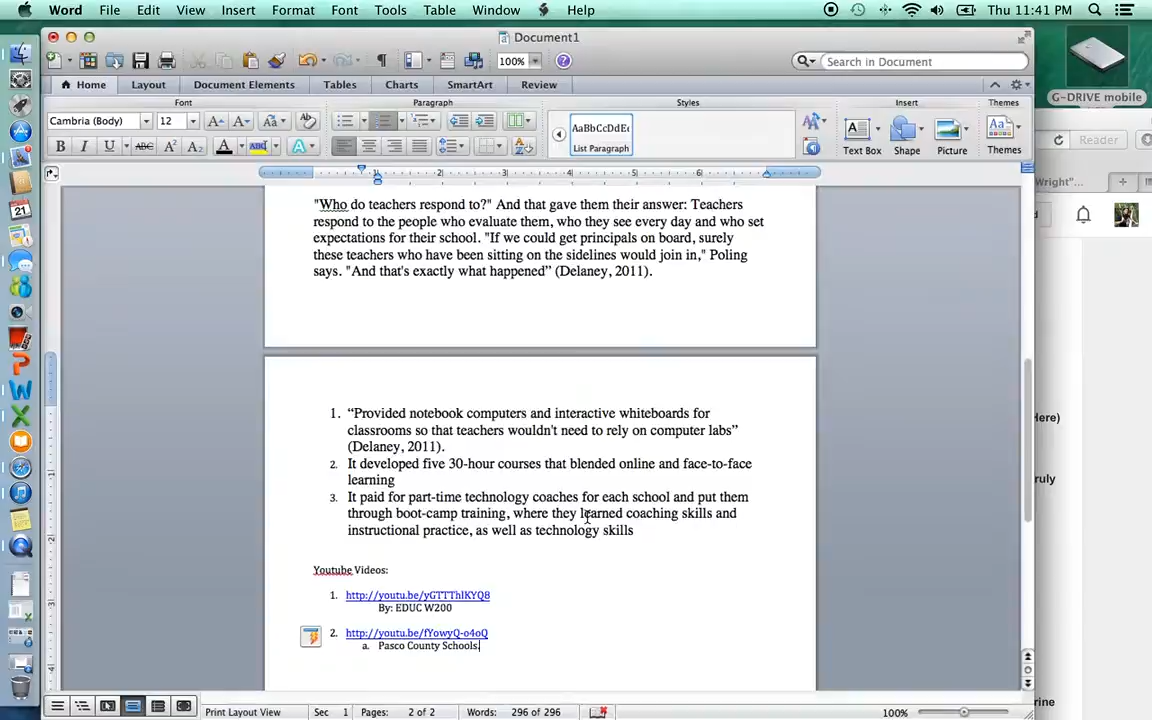 Word File Edit View Insert Format Font Tools Table Window Help Thu 11:41 PM
Document1
100% Search in Document
Home Layout Document Elements Tables Charts SmartArt Review
Font Paragraph Styles Insert Themes
Cambria (Body) 12 AaBbCcDdEe
List Paragraph Text Box Shape Picture Themes
G-DRIVE mobile
Reader
Wright"...
"Who do teachers respond to?" And that gave them their answer: Teachers
respond to the people who evaluate them, who they see every day and who set
expectations for their school. "If we could get principals on board, surely
these teachers who have been sitting on the sidelines would join in," Poling
says. "And that's exactly what happened” (Delaney, 2011).
1. “Provided notebook computers and interactive whiteboards for
classrooms so that teachers wouldn't need to rely on computer labs”
(Delaney, 2011).
2. It developed five 30-hour courses that blended online and face-to-face
learning
3. It paid for part-time technology coaches for each school and put them
through boot-camp training, where they learned coaching skills and
instructional practice, as well as technology skills
Youtube Videos:
1. http://youtu.be/yGTTThlKYQ8
By: EDUC W200
2. http://youtu.be/fYowyQ-o4oQ
a. Pasco County Schools
Here)
Print Layout View Sec 1 Pages: 2 of 2 Words: 296 of 296 100%